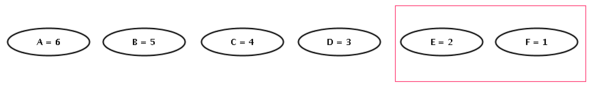 A = 6 B = 5 C = 4 D = 3 E = 2 F = 1